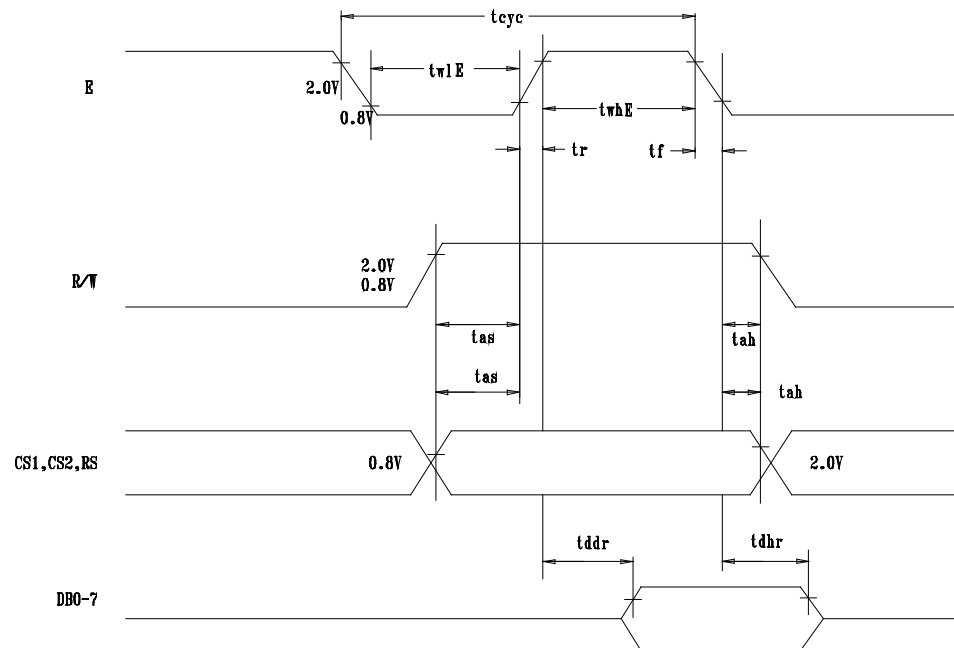 tcyc
E
twlE
2.0V
0.8V
twhE
tr
tf
R/W
2.0V
0.8V
tas
tah
tas
tah
CS1,CS2,RS
0.8V
2.0V
tddr
tdhr
DB0-7